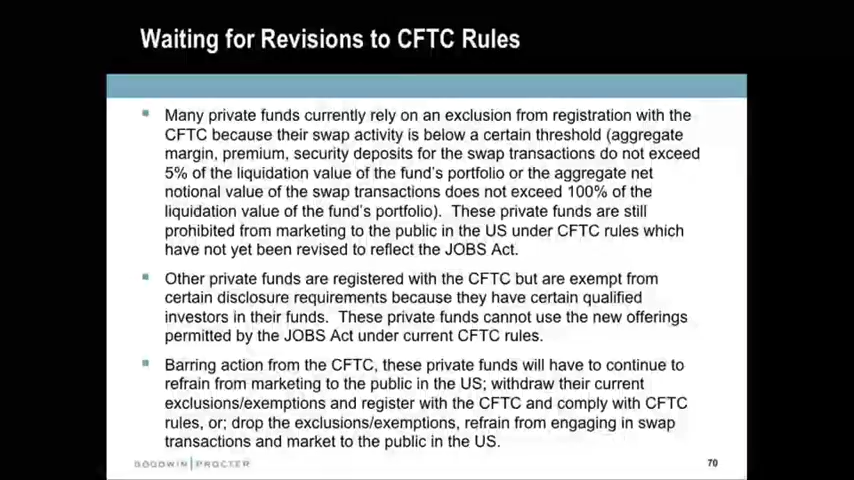 Waiting for Revisions to CFTC Rules
Many private funds currently rely on an exclusion from registration with the
CFTC because their swap activity is below a certain threshold (aggregate
margin, premium, security deposits for the swap transactions do not exceed
5% of the liquidation value of the fund's portfolio or the aggregate net
notional value of the swap transactions does not exceed 100% of the
liquidation value of the fund's portfolio). These private funds are still
prohibited from marketing to the public in the US under CFTC rules which
have not yet been revised to reflect the JOBS Act.
Other private funds are registered with the CFTC but are exempt from
certain disclosure requirements because they have certain qualified
investors in their funds. These private funds cannot use the new offerings
permitted by the JOBS Act under current CFTC rules.
Barring action from the CFTC, these private funds will have to continue to
refrain from marketing to the public in the US; withdraw their current
exclusions/exemptions and register with the CFTC and comply with CFTC
rules, or; drop the exclusions/exemptions, refrain from engaging in swap
transactions and market to the public in the US.
GOODWIN|PROCTER
70